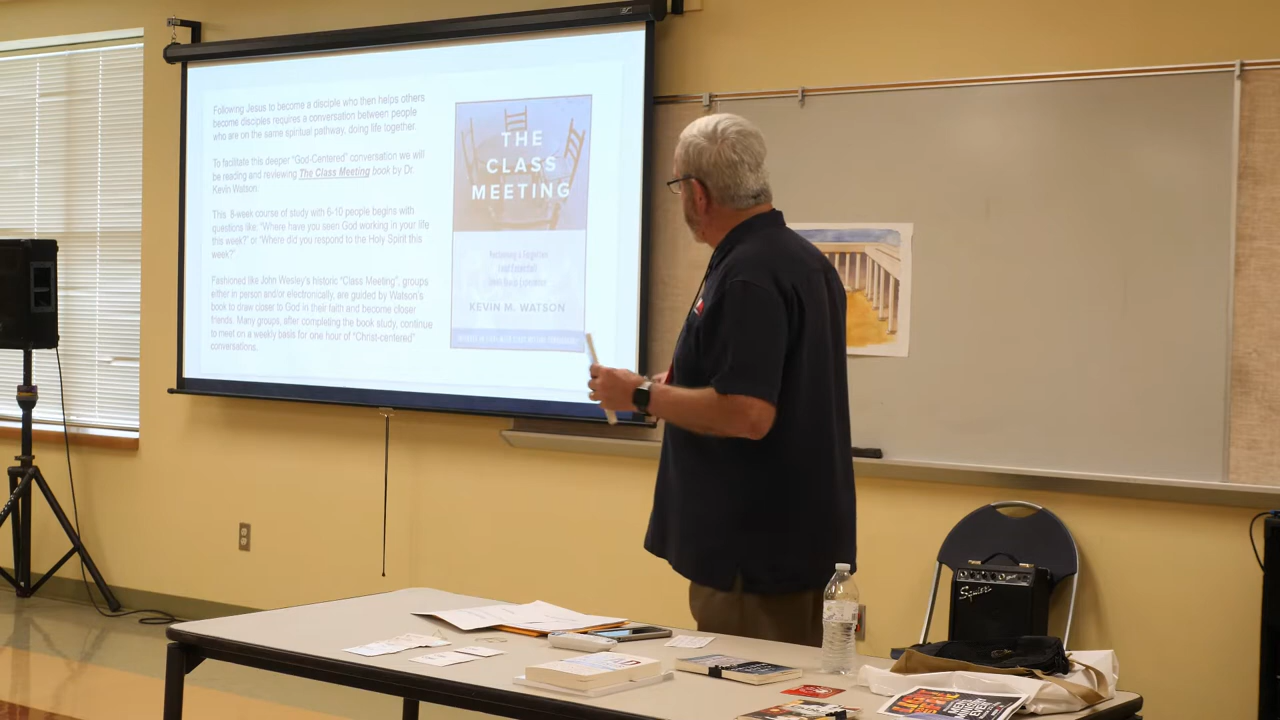 Following Jesus to become a disciple who then helps others
become disciples requires a conversation between people
who are on the same spiritual pathway, doing life together.
To facilitate this deeper "God-Centered" conversation we will
be reading and reviewing The Class Meeting book by Dr.
Kevin Watson:
This 8-week course of study with 6-10 people begins with
questions like: "Where have you seen God working in your life
this week?" or "Where did you respond to the Holy Spirit this
week?"
Fashioned like John Wesley's historic "Class Meeting", groups
either in person and/or electronically, are guided by Watson's
book to draw closer to God in their faith and become closer
friends. Many groups, after completing the book study, continue
to meet on a weekly basis for one hour of "Christ-centered"
conversations.
THE
CLASS
MEETING
Reclaiming a Forgotten
(and Essential)
Small Group Experience
KEVIN M. WATSON
Squier